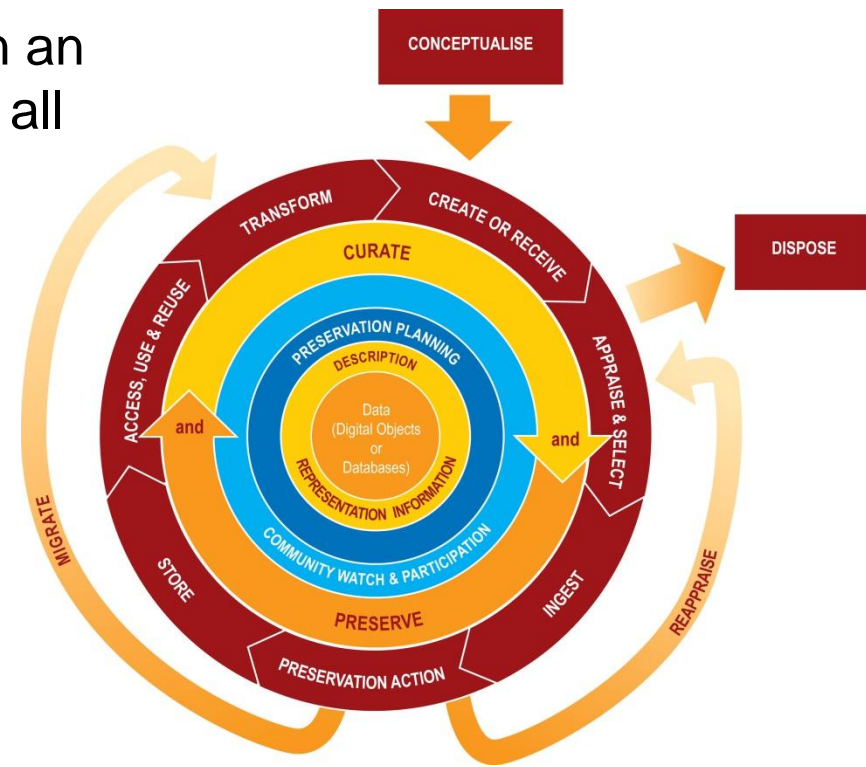 n an
all
CONCEPTUALISE
DISPOSE
TRANSFORM
CREATE OR RECEIVE
APPRAISE & SELECT
INGEST
PRESERVATION ACTION
STORE
ACCESS, USE & REUSE
CURATE
and
PRESERVE
and
PRESERVATION PLANNING
COMMUNITY WATCH & PARTICIPATION
DESCRIPTION
REPRESENTATION INFORMATION
Data
(Digital Objects
or
Databases)
MIGRATE
REAPPRAISE